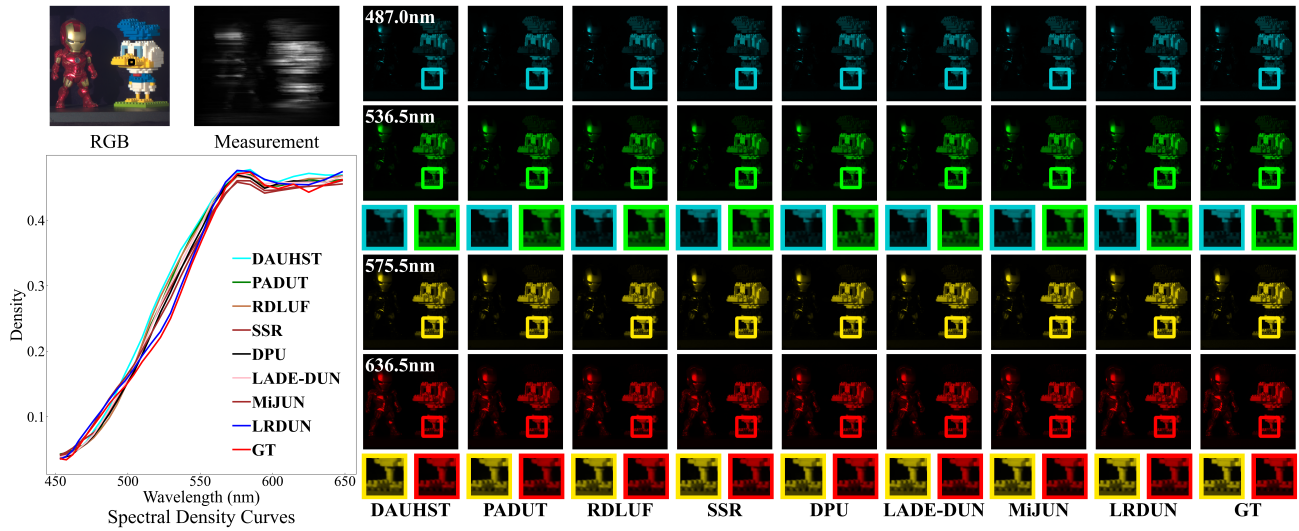 RGB
Measurement
0.4
0.3
0.2
0.1
Density
DAUHST
PADUT
RDLUF
SSR
DPU
LADE-DUN
MiJUN
LRDUN
GT
450 500 550 600 650
Wavelength (nm)
Spectral Density Curves
487.0nm
536.5nm
575.5nm
636.5nm
DAUHST PADUT RDLUF SSR DPU LADE-DUN MiJUN LRDUN GT